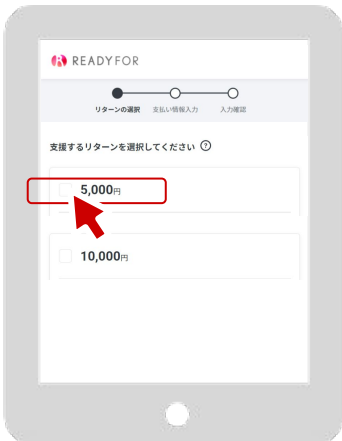 READYFOR
リターンの選択 支払い情報入力 入力確認
支援するリターンを選択してください ?
5,000円
10,000円